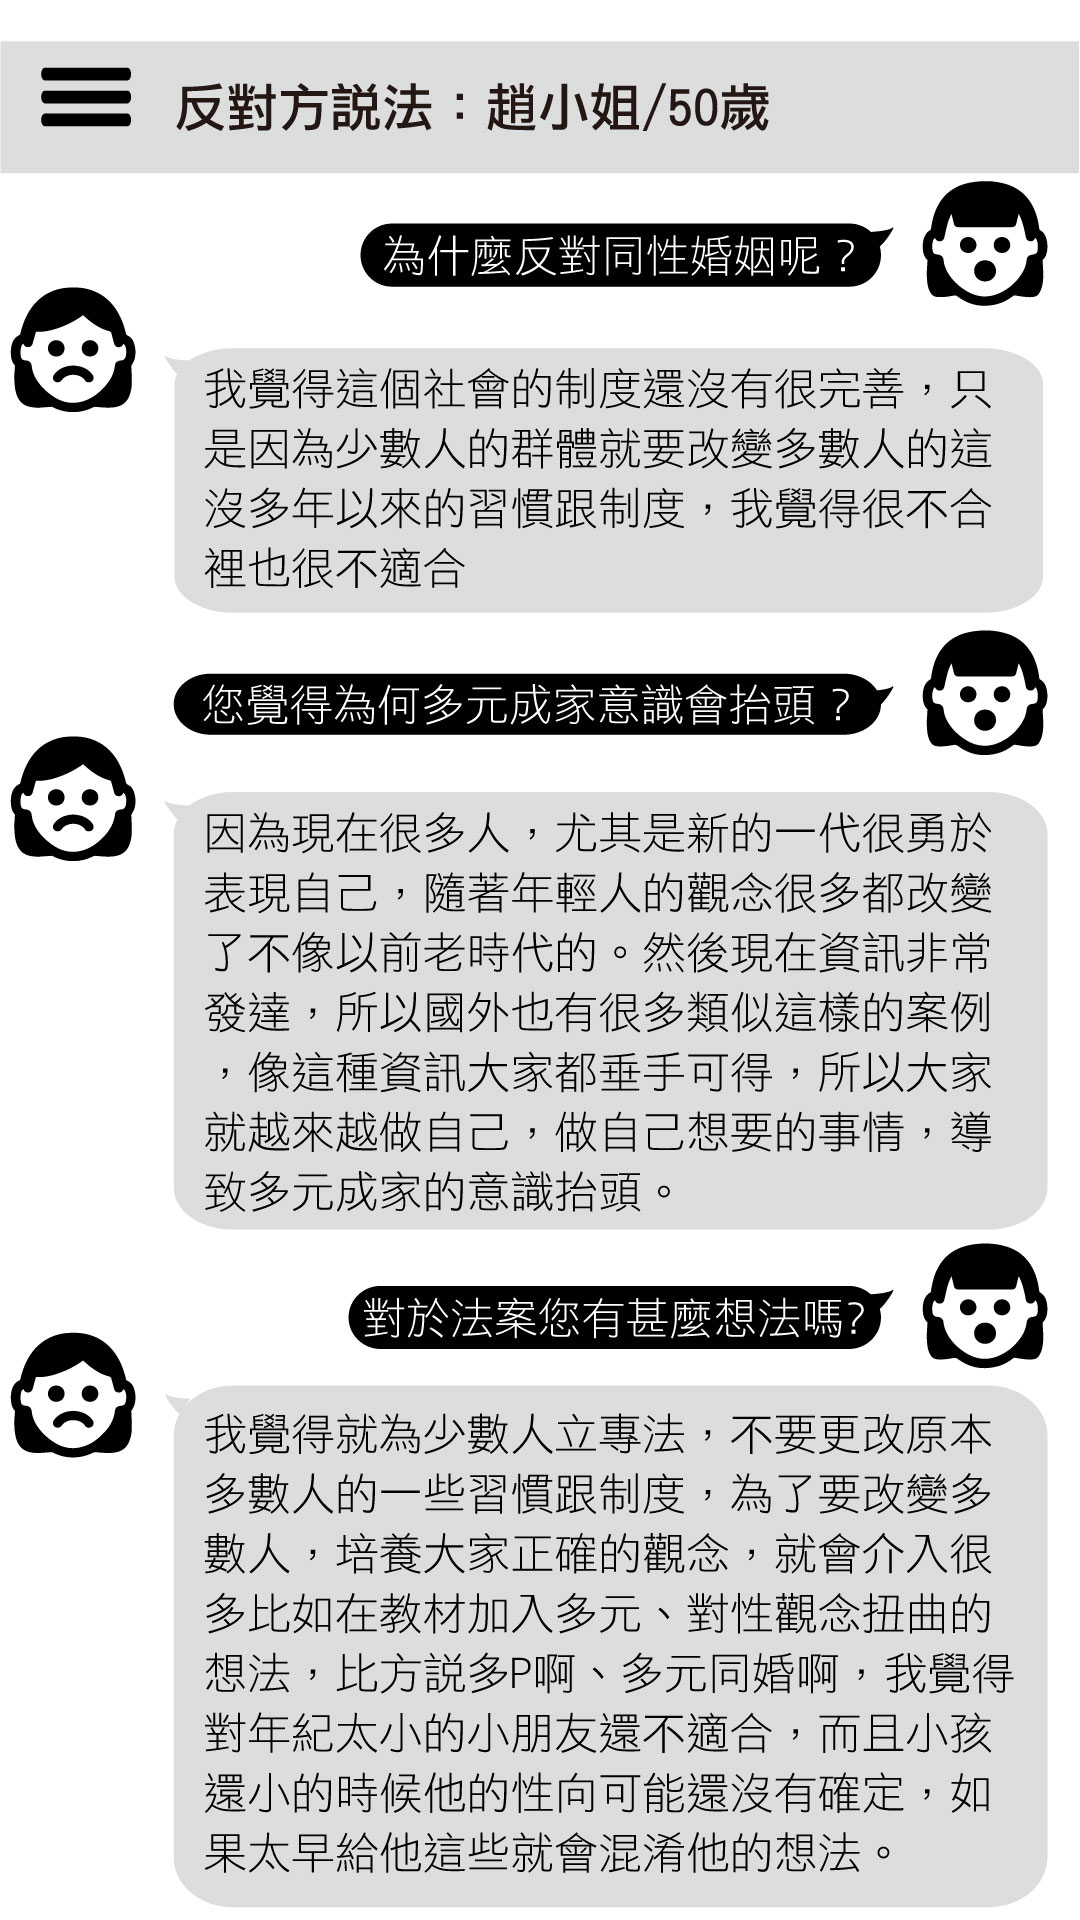 反對方説法：趙小姐/50歲
為什麼反對同性婚姻呢？
我覺得這個社會的制度還沒有很完善，只
是因為少數人的群體就要改變多數人的這
沒多年以來的習慣跟制度，我覺得很不合
裡也很不適合
您覺得為何多元成家意識會抬頭？
因為現在很多人，尤其是新的一代很勇於
表現自己，隨著年輕人的觀念很多都改變
了不像以前老時代的。然後現在資訊非常
發達，所以國外也有很多類似這樣的案例
，像這種資訊大家都垂手可得，所以大家
就越來越做自己，做自己想要的事情，導
致多元成家的意識抬頭。
對於法案您有甚麼想法嗎?
我覺得就為少數人立專法，不要更改原本
多數人的一些習慣跟制度，為了要改變多
數人，培養大家正確的觀念，就會介入很
多比如在教材加入多元、對性觀念扭曲的
想法，比方説多P啊、多元同婚啊，我覺得
對年紀太小的小朋友還不適合，而且小孩
還小的時候他的性向可能還沒有確定，如
果太早給他這些就會混淆他的想法。